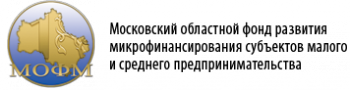 МОФМ
Московский областной фонд развития
микрофинансирования субъектов малого
и среднего предпринимательства